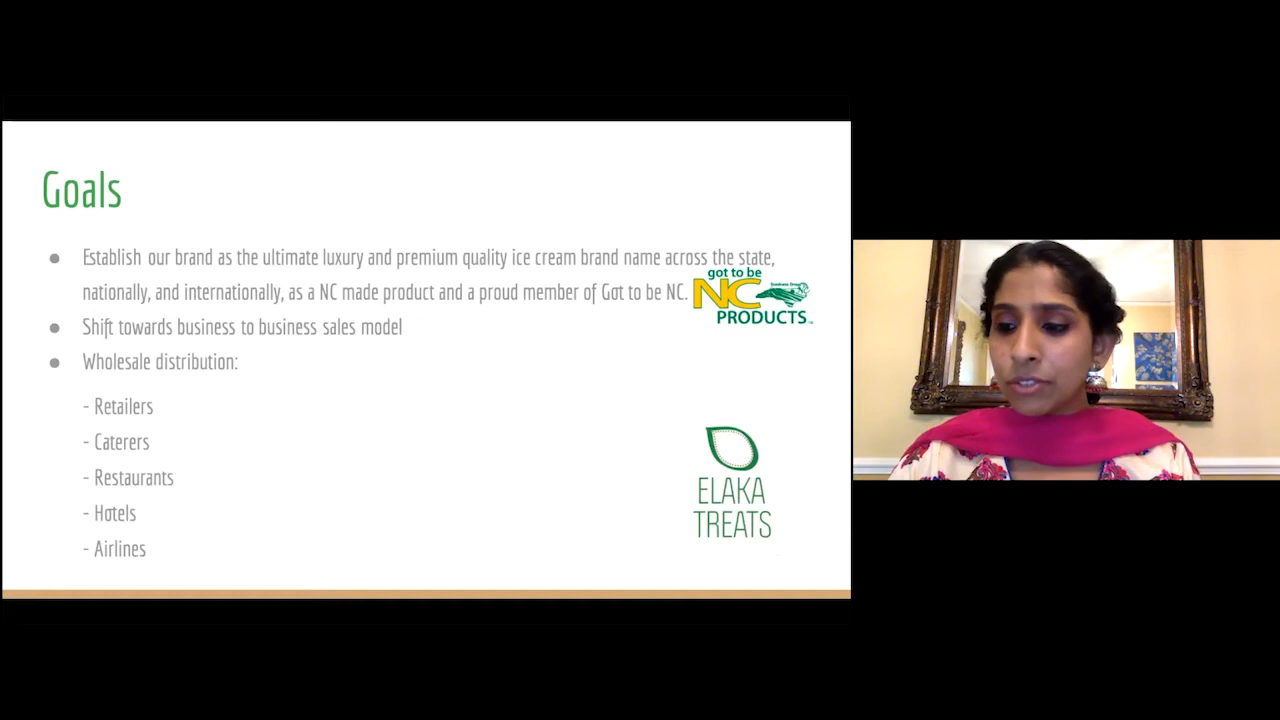 Goals
● Establish our brand as the ultimate luxury and premium quality ice cream brand name across the state,
nationally, and internationally, as a NC made product and a proud member of Got to be NC.
got to be
NC
PRODUCTS
● Shift towards business to business sales model
● Wholesale distribution:
- Retailers
- Caterers
- Restaurants
- Hotels
- Airlines
ELAKA
TREATS